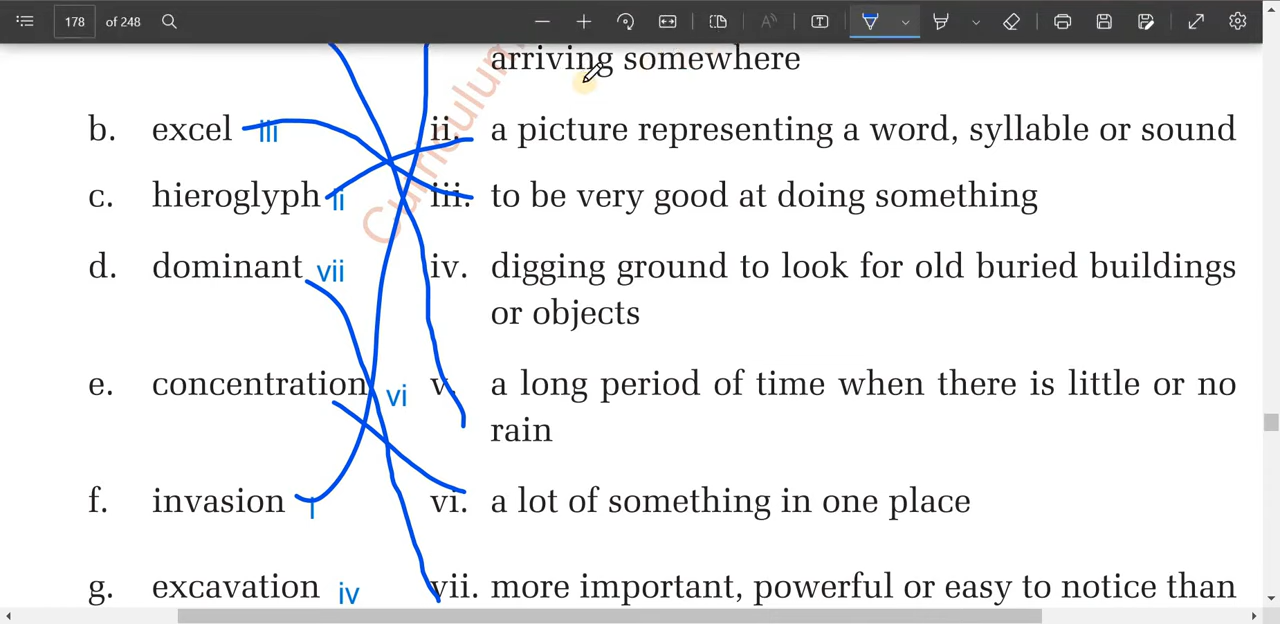 178 of 248
arriving somewhere
b. excel iii ii. a picture representing a word, syllable or sound
c. hieroglyph ii iii. to be very good at doing something
d. dominant vii iv. digging ground to look for old buried buildings
or objects
e. concentration vi v. a long period of time when there is little or no
rain
f. invasion i vi. a lot of something in one place
g. excavation iv vii. more important, powerful or easy to notice than